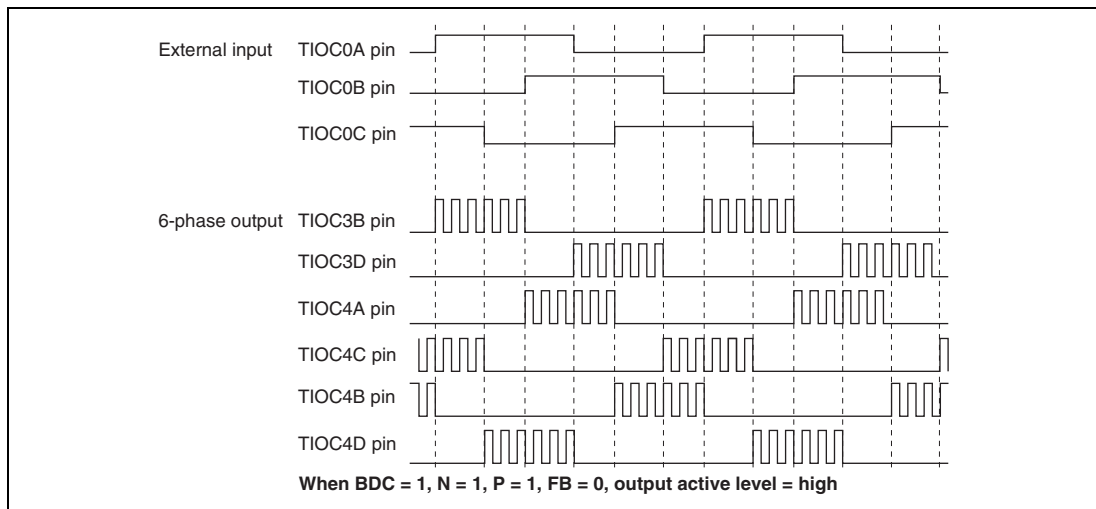 External input TIOC0A pin
TIOC0B pin
TIOC0C pin
6-phase output TIOC3B pin
TIOC3D pin
TIOC4A pin
TIOC4C pin
TIOC4B pin
TIOC4D pin
When BDC = 1, N = 1, P = 1, FB = 0, output active level = high